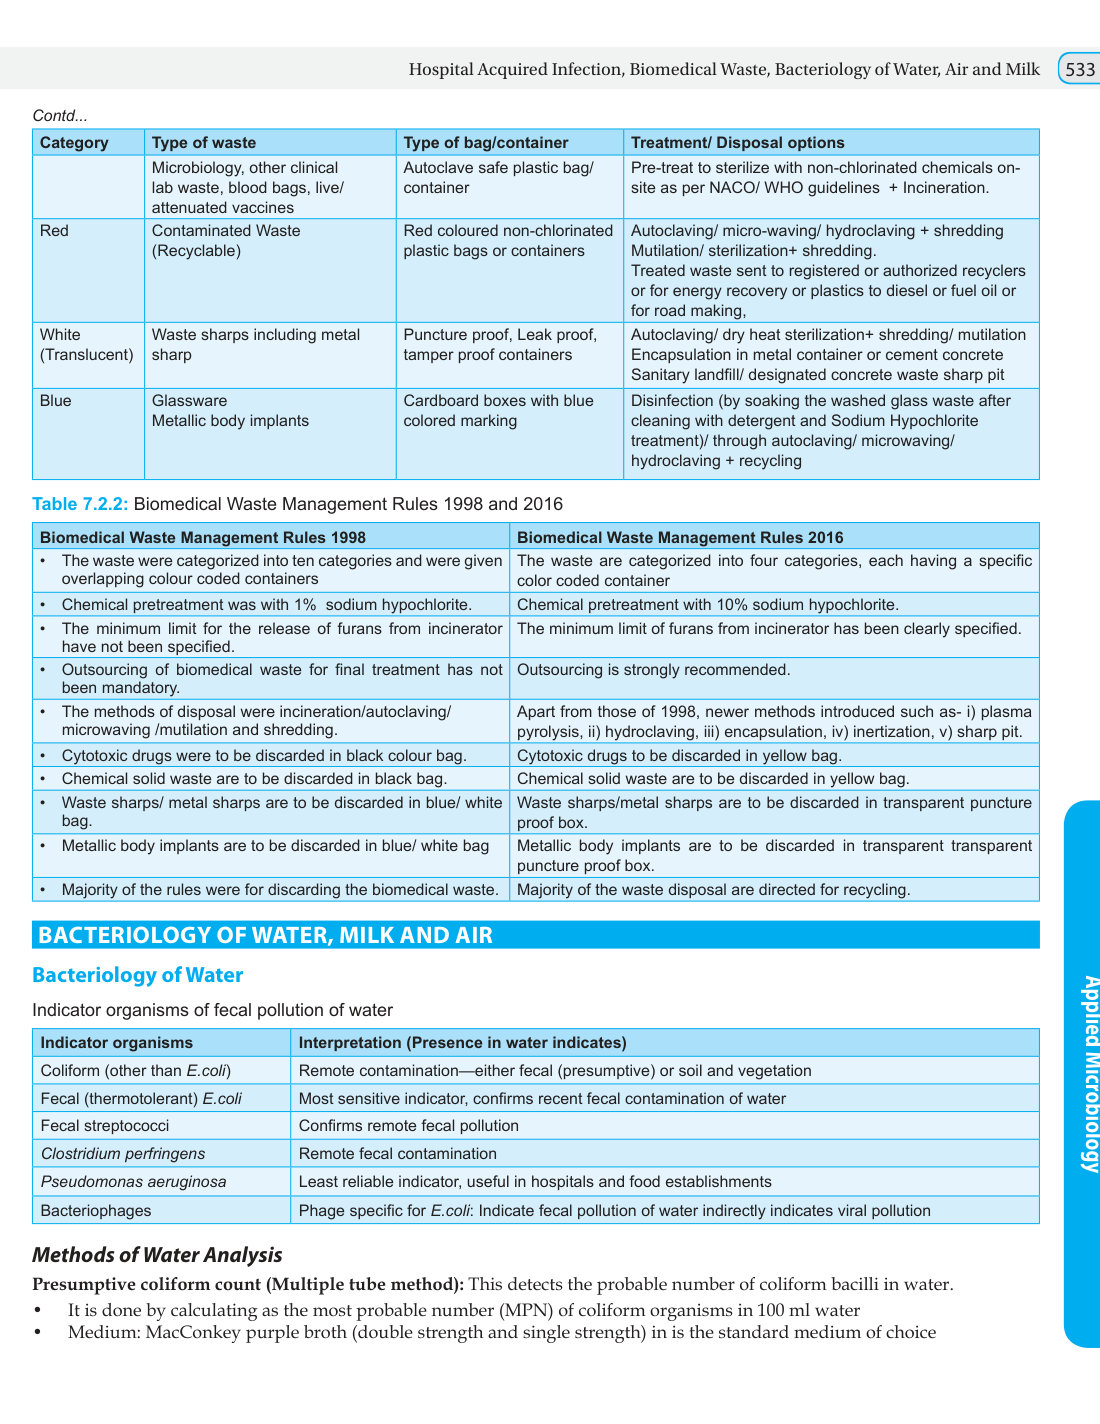 Hospital Acquired Infection, Biomedical Waste, Bacteriology of Water, Air and Milk 533
Contd...
Category Type of waste Type of bag/container Treatment/ Disposal options
Microbiology, other clinical lab waste, blood bags, live/ attenuated vaccines
Autoclave safe plastic bag/ container
Pre-treat to sterilize with non-chlorinated chemicals on-
site as per NACO/ WHO guidelines + Incineration.
Red
Contaminated Waste
(Recyclable)
Red coloured non-chlorinated
plastic bags or containers
Autoclaving/ micro-waving/ hydroclaving + shredding
Mutilation/ sterilization+ shredding.
Treated waste sent to registered or authorized recyclers
or for energy recovery or plastics to diesel or fuel oil or
for road making,
White
(Translucent)
Waste sharps including metal
sharp
Puncture proof, Leak proof,
tamper proof containers
Autoclaving/ dry heat sterilization+ shredding/ mutilation
Encapsulation in metal container or cement concrete
Sanitary landfill/ designated concrete waste sharp pit
Blue
Glassware
Metallic body implants
Cardboard boxes with blue
colored marking
Disinfection (by soaking the washed glass waste after
cleaning with detergent and Sodium Hypochlorite
treatment)/ through autoclaving/ microwaving/
hydroclaving + recycling
Table 7.2.2: Biomedical Waste Management Rules 1998 and 2016
Biomedical Waste Management Rules 1998 Biomedical Waste Management Rules 2016
• The waste were categorized into ten categories and were given
overlapping colour coded containers
The waste are categorized into four categories, each having a specific
color coded container
• Chemical pretreatment was with 1% sodium hypochlorite.
Chemical pretreatment with 10% sodium hypochlorite.
• The minimum limit for the release of furans from incinerator
have not been specified.
The minimum limit of furans from incinerator has been clearly specified.
• Outsourcing of biomedical waste for final treatment has not
been mandatory.
Outsourcing is strongly recommended.
• The methods of disposal were incineration/autoclaving/
microwaving /mutilation and shredding.
Apart from those of 1998, newer methods introduced such as- i) plasma
pyrolysis, ii) hydroclaving, iii) encapsulation, iv) inertization, v) sharp pit.
• Cytotoxic drugs were to be discarded in black colour bag.
Cytotoxic drugs to be discarded in yellow bag.
• Chemical solid waste are to be discarded in black bag.
Chemical solid waste are to be discarded in yellow bag.
• Waste sharps/ metal sharps are to be discarded in blue/ white
bag.
Waste sharps/metal sharps are to be discarded in transparent puncture
proof box.
• Metallic body implants are to be discarded in blue/ white bag
Metallic body implants are to be discarded in transparent transparent
puncture proof box.
• Majority of the rules were for discarding the biomedical waste.
Majority of the waste disposal are directed for recycling.
BACTERIOLOGY OF WATER, MILK AND AIR
Bacteriology of Water
Indicator organisms of fecal pollution of water
Indicator organisms Interpretation (Presence in water indicates)
Coliform (other than E.coli) Remote contamination—either fecal (presumptive) or soil and vegetation
Fecal (thermotolerant) E.coli Most sensitive indicator, confirms recent fecal contamination of water
Fecal streptococci Confirms remote fecal pollution
Clostridium perfringens Remote fecal contamination
Pseudomonas aeruginosa Least reliable indicator, useful in hospitals and food establishments
Bacteriophages Phage specific for E.coli: Indicate fecal pollution of water indirectly indicates viral pollution
Methods of Water Analysis
Presumptive coliform count (Multiple tube method): This detects the probable number of coliform bacilli in water.
• It is done by calculating as the most probable number (MPN) of coliform organisms in 100 ml water
• Medium: MacConkey purple broth (double strength and single strength) in is the standard medium of choice
Applied Microbiology